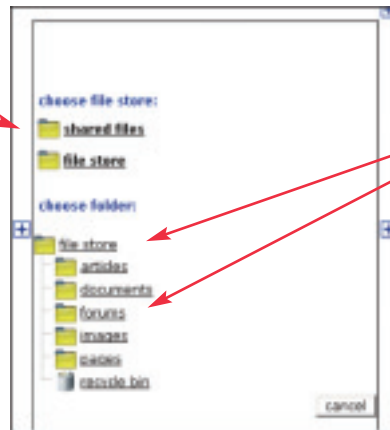 choose file store:
shared files
file store
choose folder:
file store
articles
documents
forums
images
pages
recycle bin
cancel